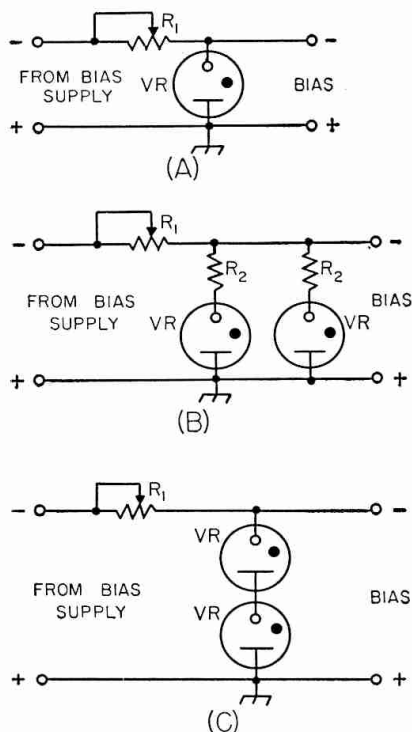 - R1 -
FROM BIAS SUPPLY VR BIAS
+ +
(A)
- R1 -
R2 R2
FROM BIAS SUPPLY VR VR BIAS
+ +
(B)
- R1 -
VR
FROM BIAS SUPPLY VR BIAS
+ +
(C)